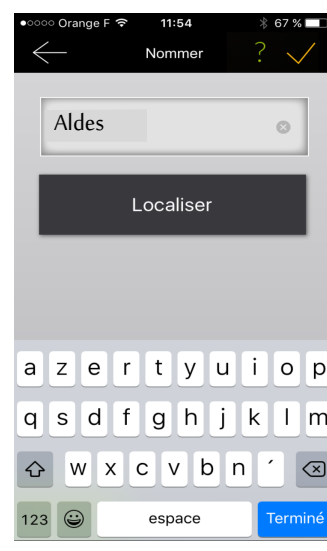 Orange F 11:54 67 %
Nommer ?
Aldes
Localiser
a z e r t y u i o p
q s d f g h j k l m
w x c v b n ´
123 espace Terminé